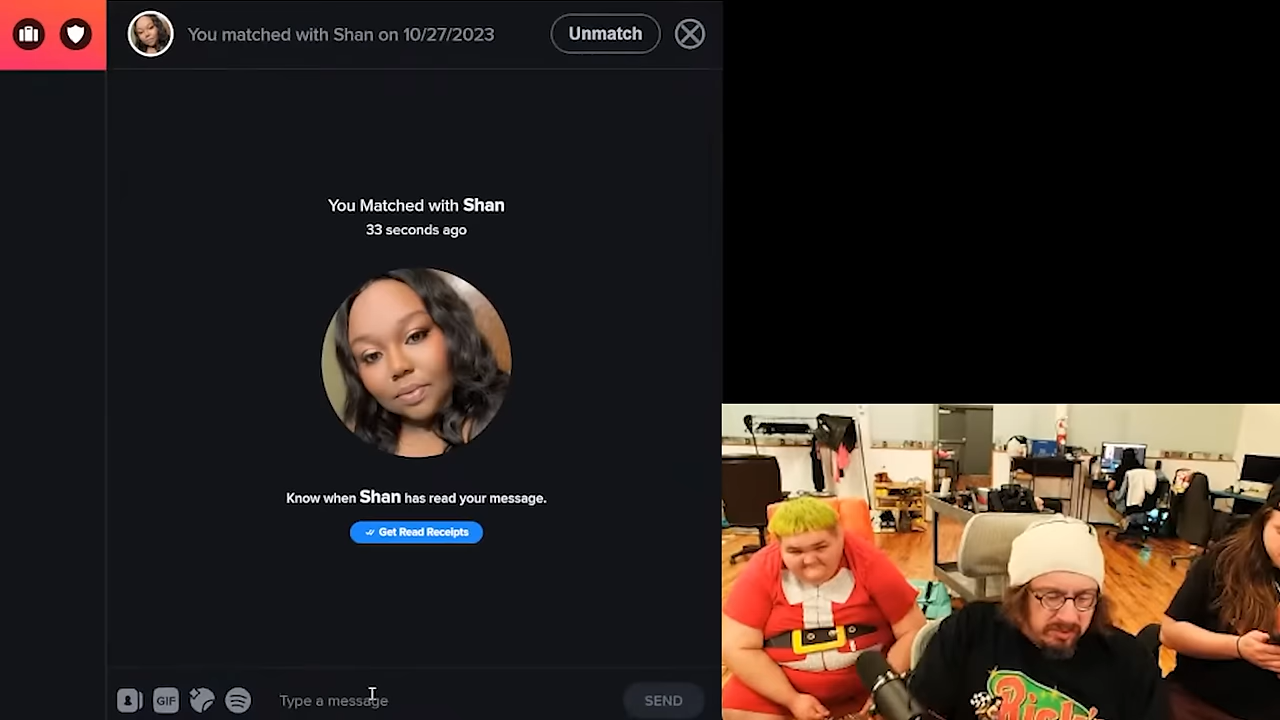 You matched with Shan on 10/27/2023
Unmatch
You Matched with Shan
33 seconds ago
Know when Shan has read your message.
Get Read Receipts
GIF
Type a message
SEND